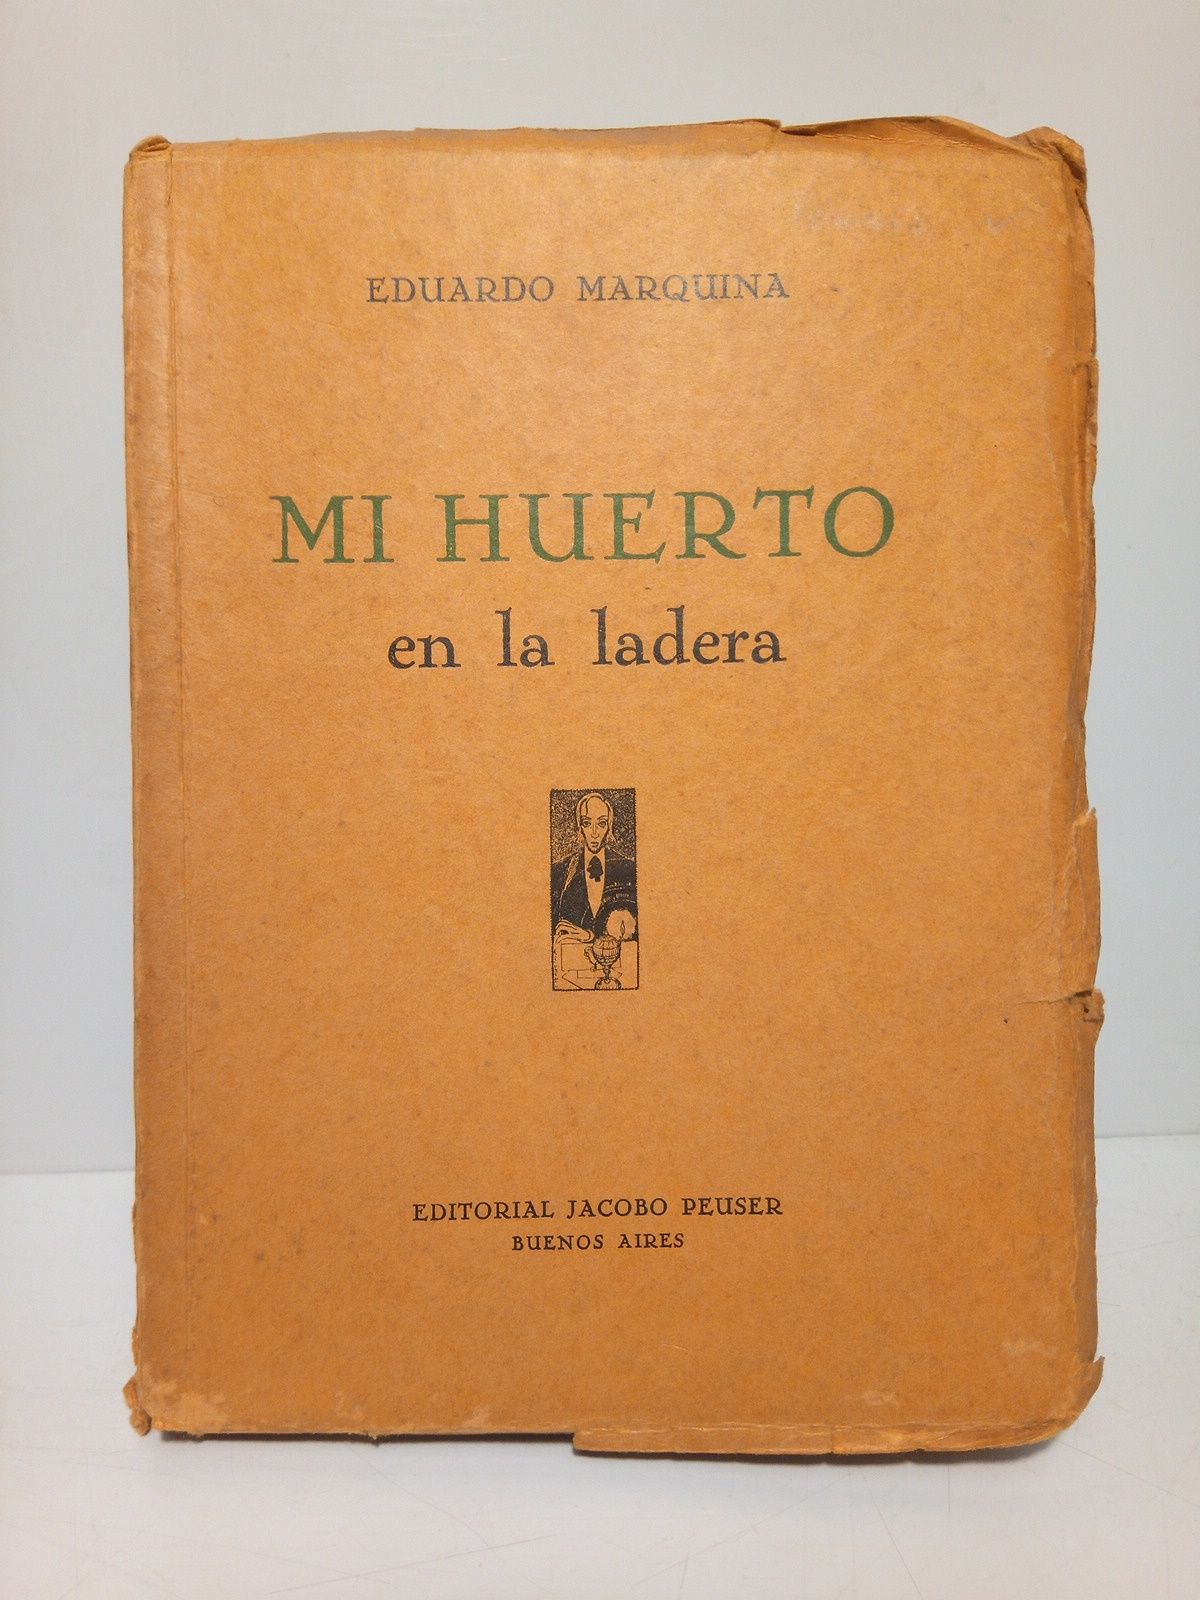 EDUARDO MARQUINA
MI HUERTO
en la ladera
EDITORIAL JACOBO PEUSER
BUENOS AIRES